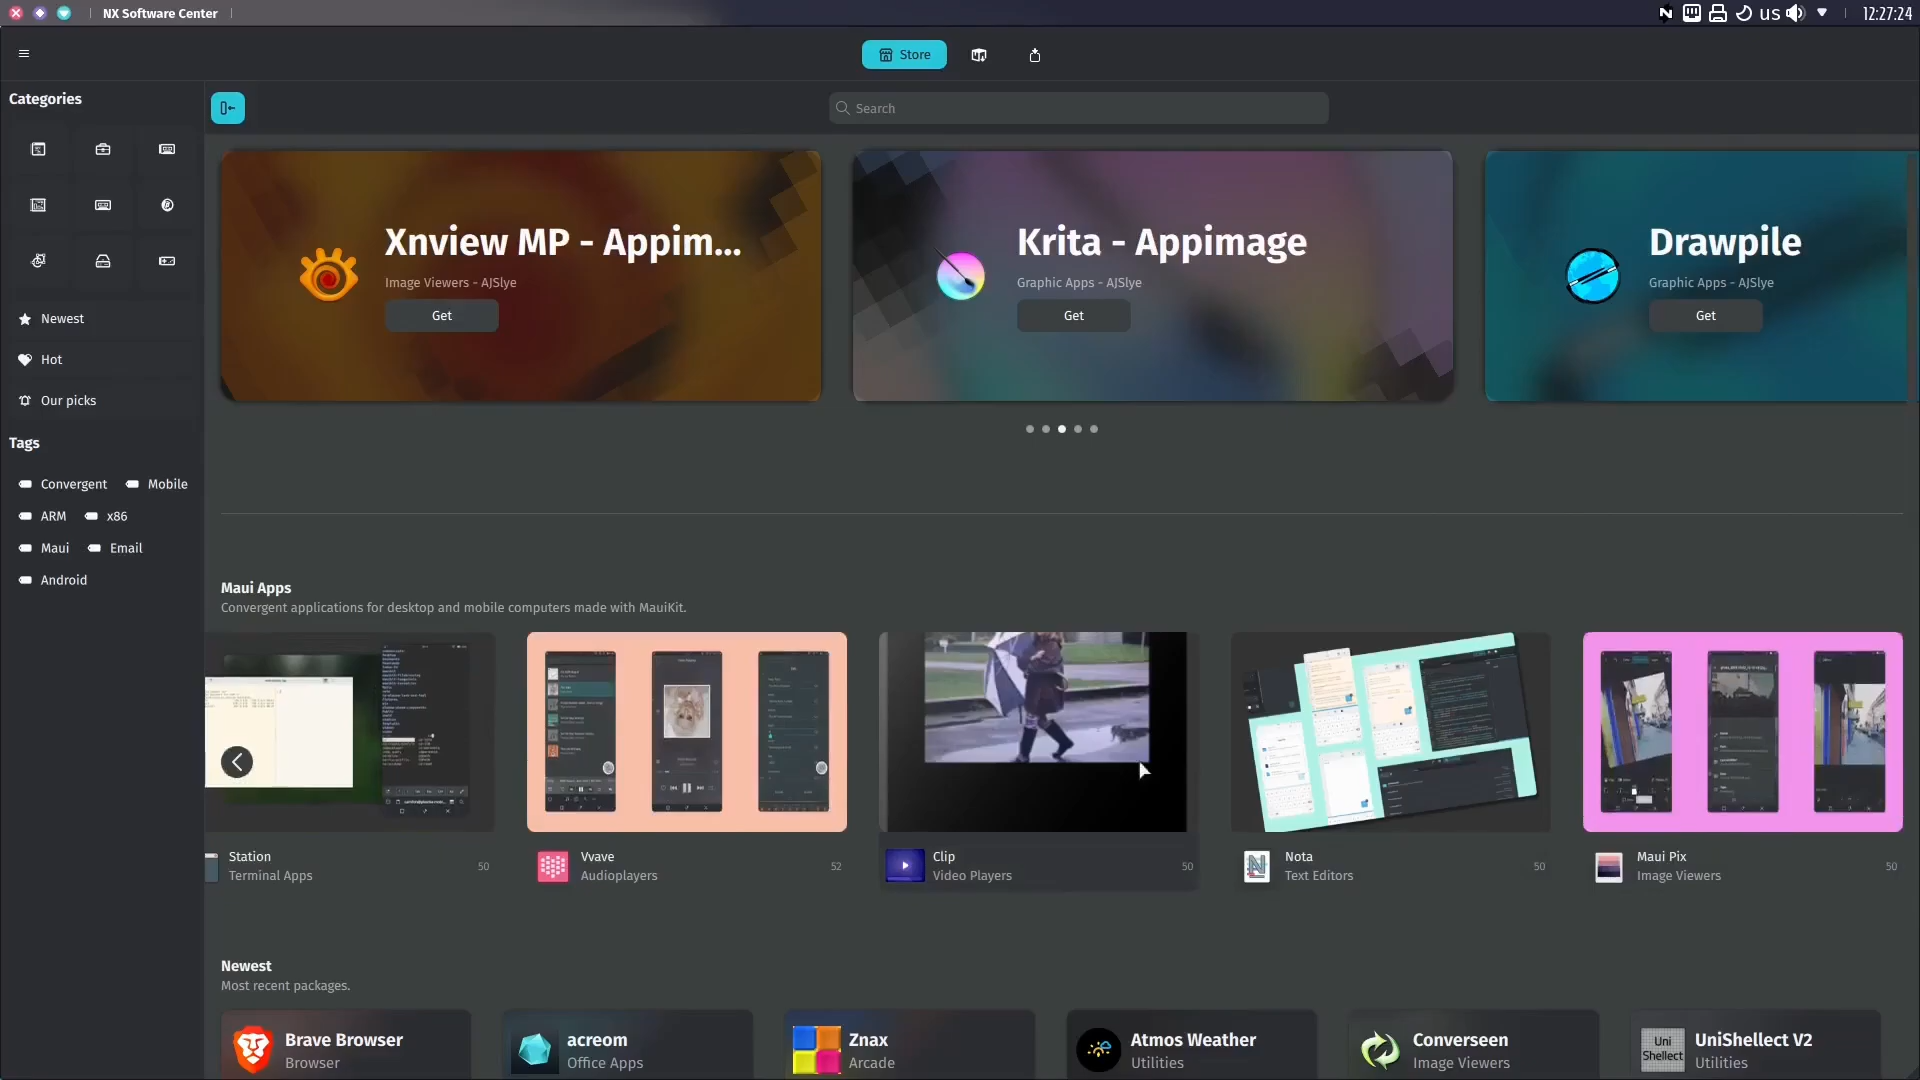 NX Software Center
us
12:27:24
Store
Categories
Search
Xnview MP - Appim...
Image Viewers - AJSlye
Get
Krita - Appimage
Graphic Apps - AJSlye
Get
Drawpile
Graphic Apps - AJSlye
Get
Newest
Hot
Our picks
Tags
Convergent
Mobile
ARM
x86
Maui
Email
Android
Maui Apps
Convergent applications for desktop and mobile computers made with MauiKit.
Station
Terminal Apps
50
Vvave
Audioplayers
52
Clip
Video Players
50
Nota
Text Editors
50
Maui Pix
Image Viewers
50
Newest
Most recent packages.
Brave Browser
Browser
acreom
Office Apps
Znax
Arcade
Atmos Weather
Utilities
Converseen
Image Viewers
Uni
Shellect
UniShellect V2
Utilities